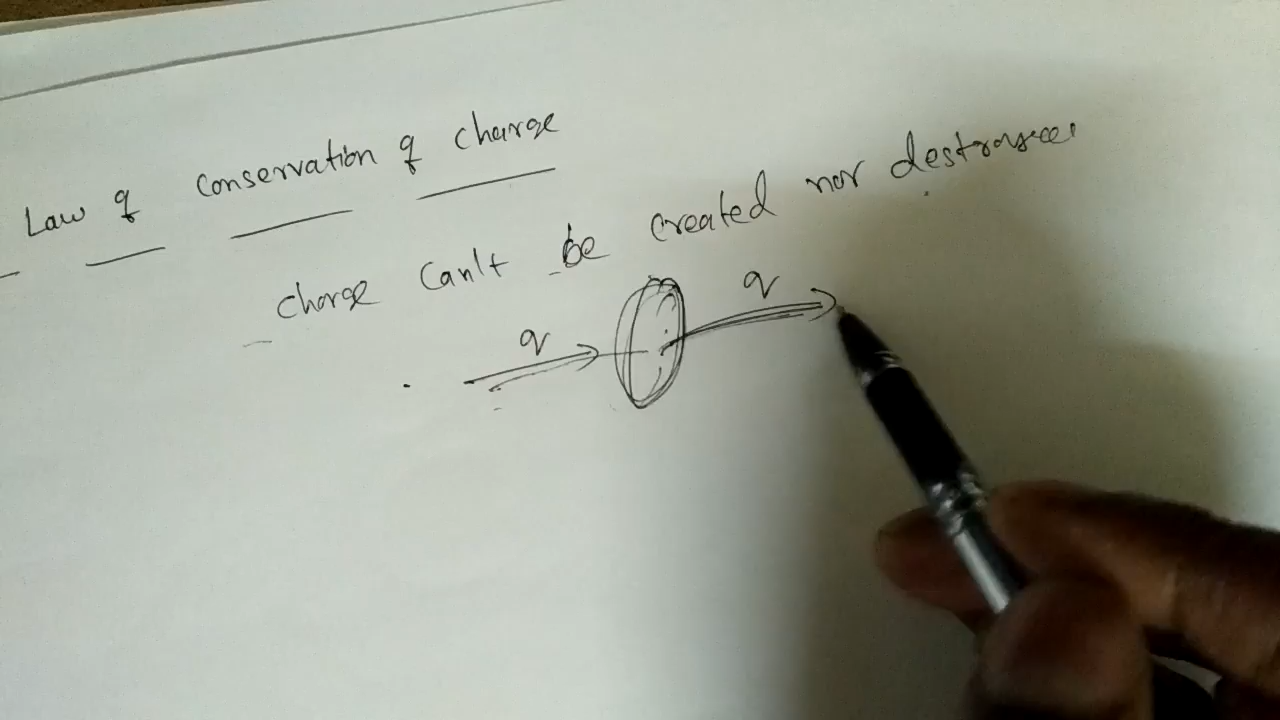 Law of conservation of charge
charge can't be created nor destroyed
q
q